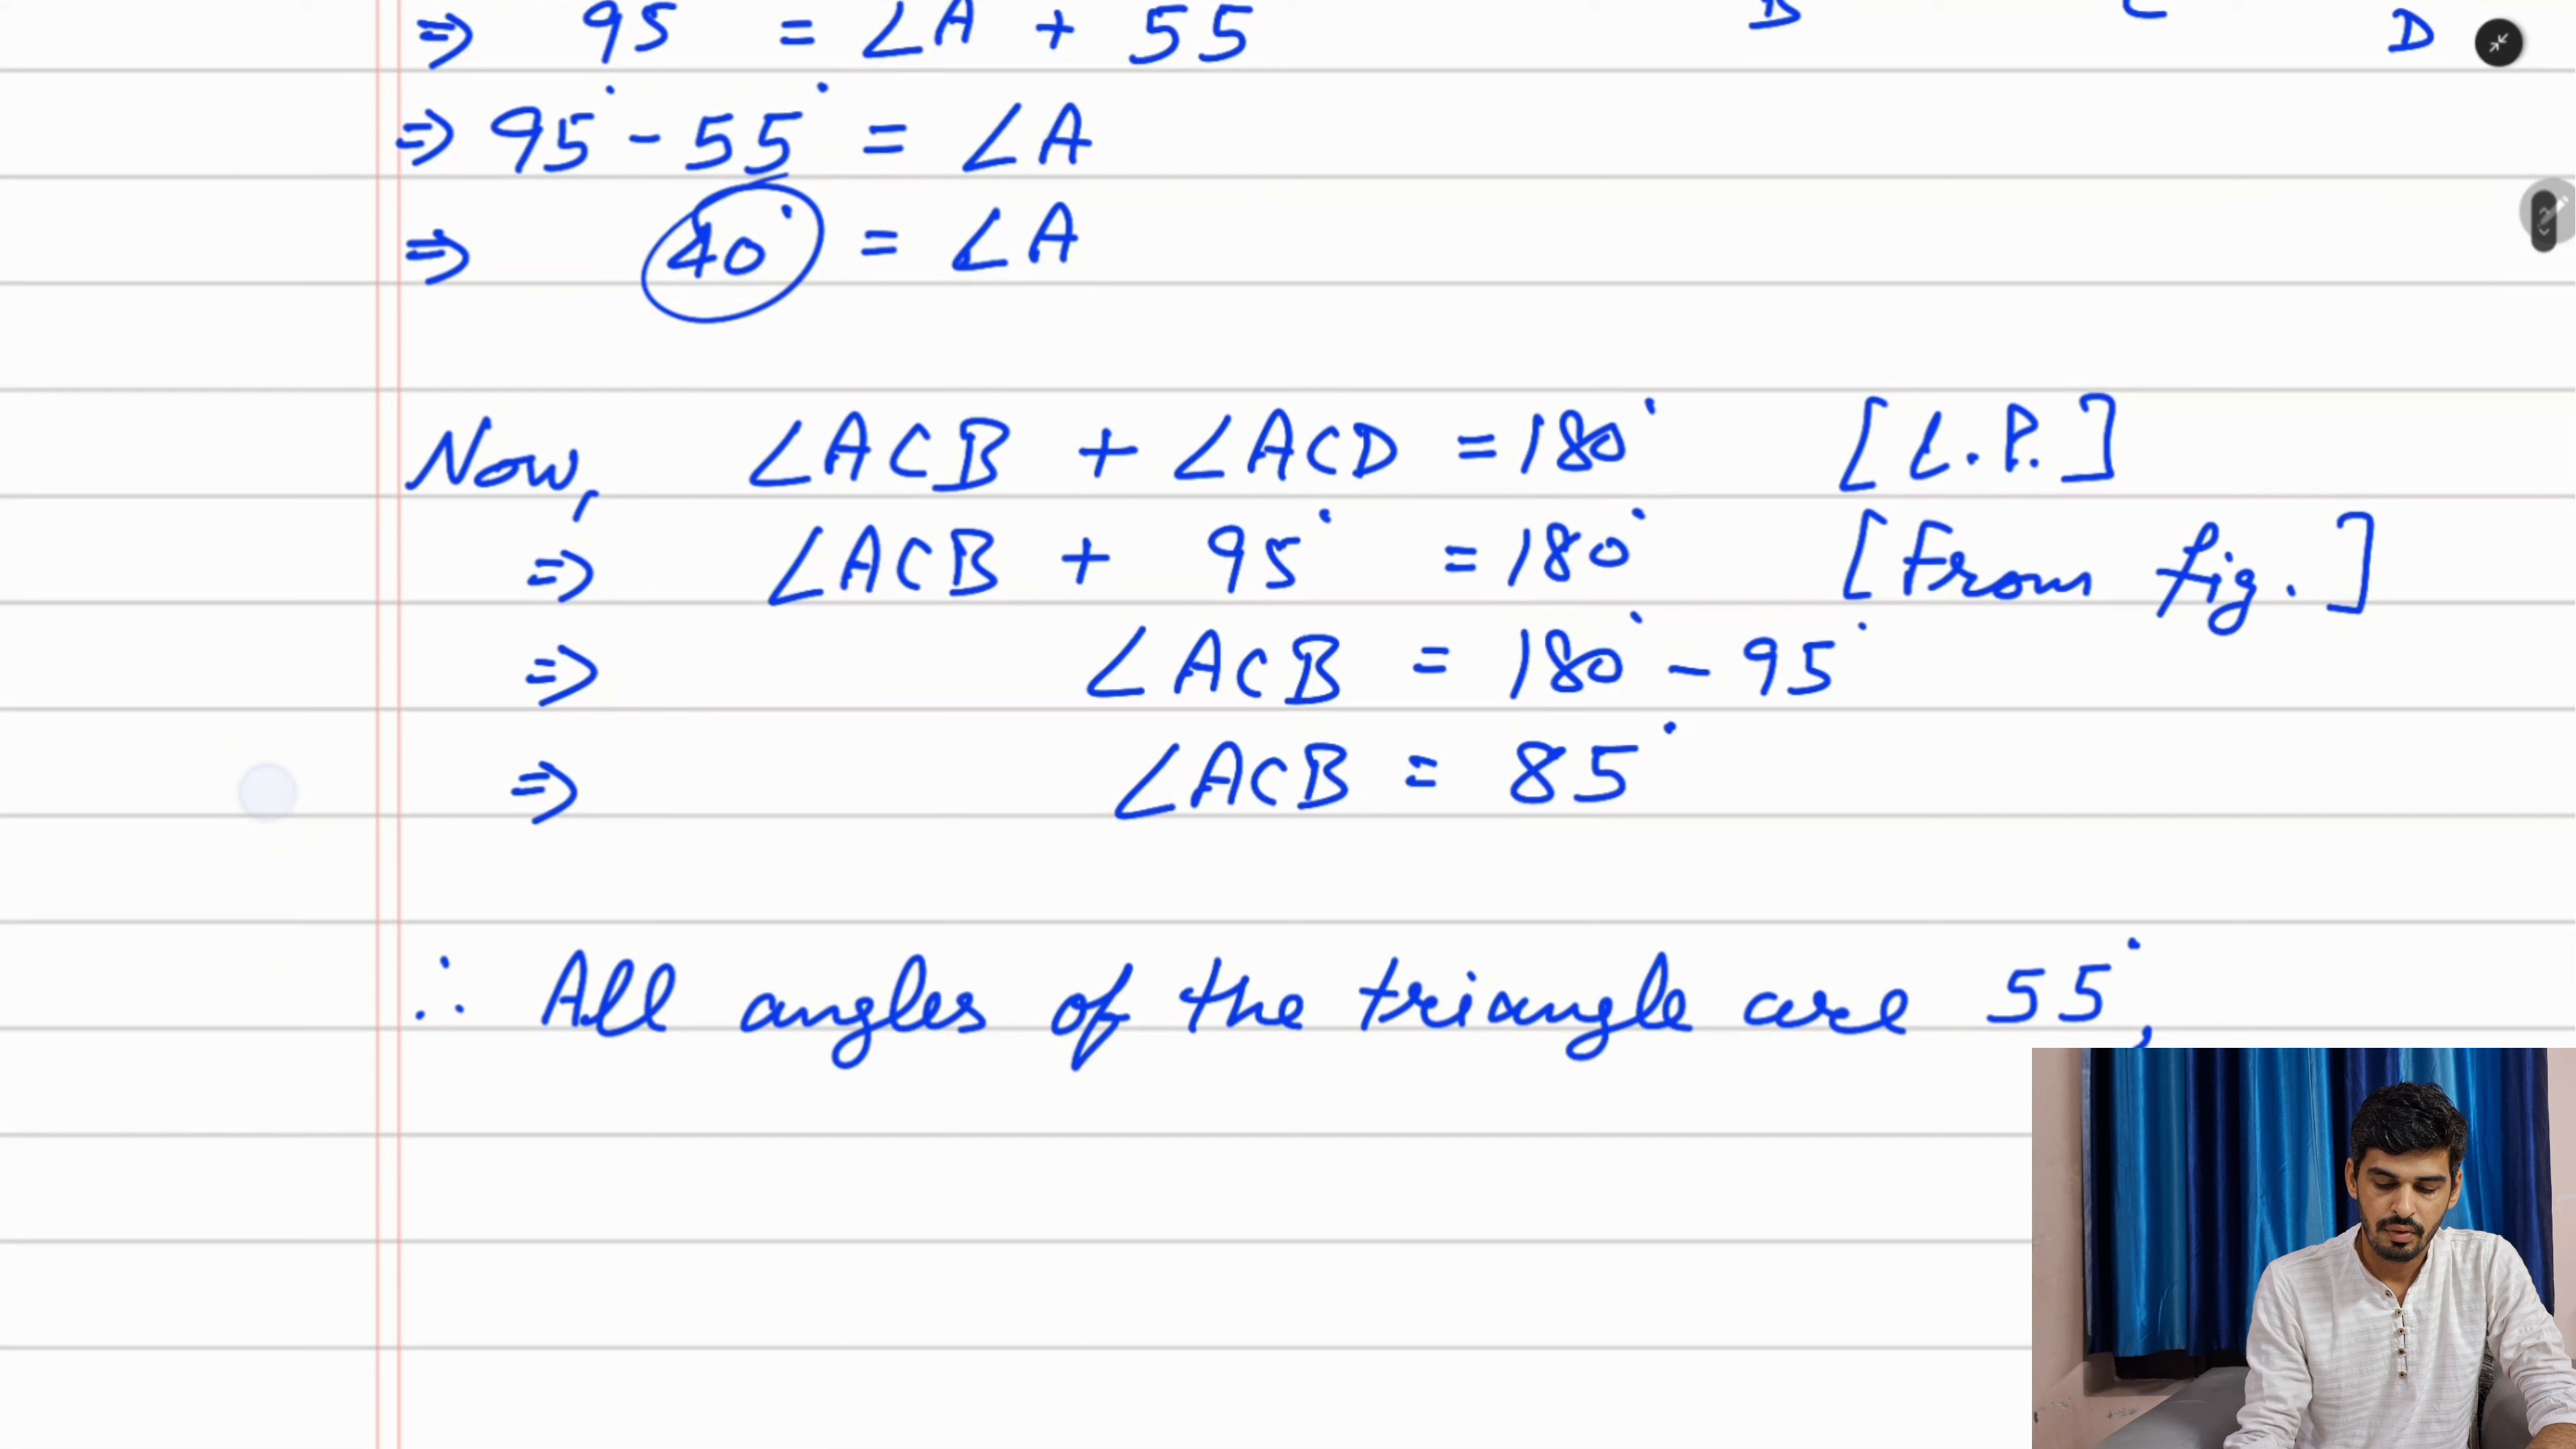 ⇒ 95 = ∠A + 55
B C D
⇒ 95° - 55° = ∠A
⇒ 40° = ∠A
Now, ∠ACB + ∠ACD = 180° [L.P.]
⇒ ∠ACB + 95° = 180° [From fig.]
⇒ ∠ACB = 180° - 95°
⇒ ∠ACB = 85°
∴ All angles of the triangle are 55°,